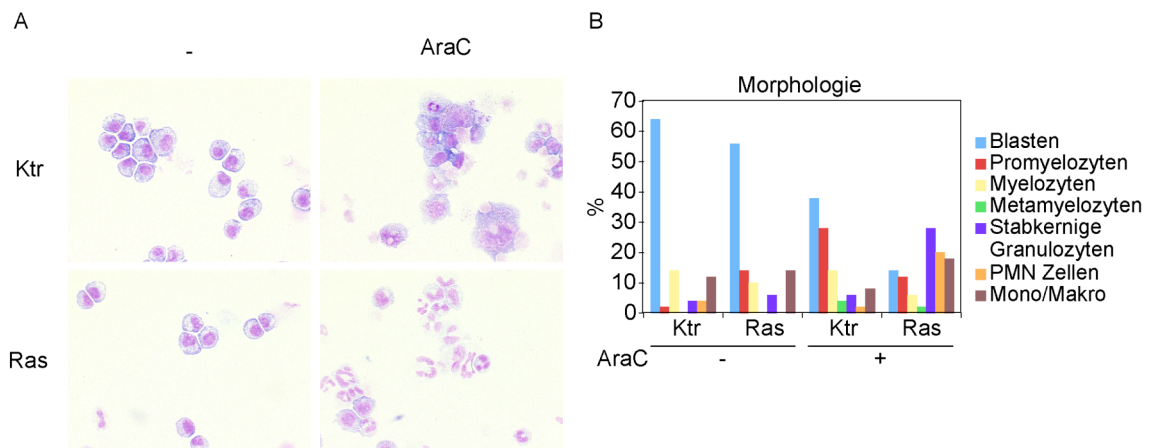 A
-
AraC
Ktr
Ras
B
Morphologie
%
70
60
50
40
30
20
10
0
Ktr Ras Ktr Ras
AraC - +
Blasten
Promyelozyten
Myelozyten
Metamyelozyten
Stabkernige
Granulozyten
PMN Zellen
Mono/Makro